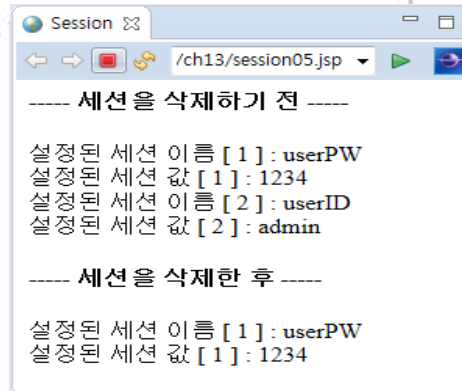 Session
/ch13/session05.jsp
----- 세션을 삭제하기 전 -----
설정된 세션 이름 [ 1 ] : userPW
설정된 세션 값 [ 1 ] : 1234
설정된 세션 이름 [ 2 ] : userID
설정된 세션 값 [ 2 ] : admin
----- 세션을 삭제한 후 -----
설정된 세션 이름 [ 1 ] : userPW
설정된 세션 값 [ 1 ] : 1234